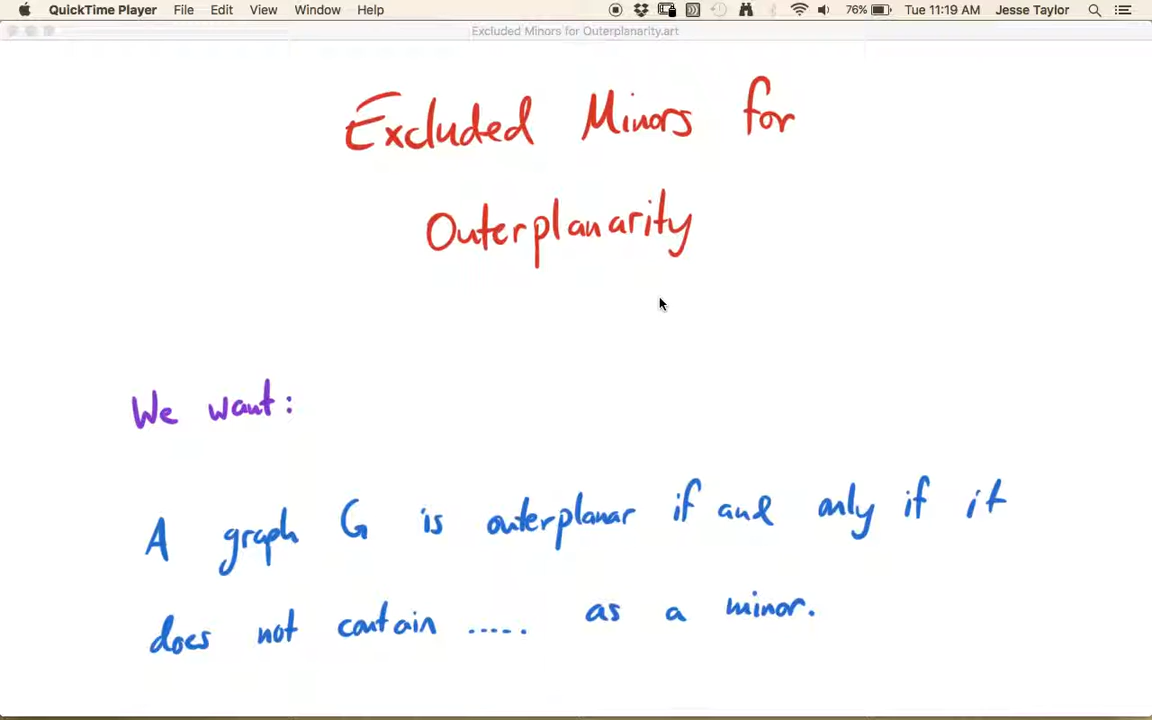 QuickTime Player File Edit View Window Help 76% Tue 11:19 AM Jesse Taylor
Excluded Minors for Outerplanarity.art
Excluded Minors for
Outerplanarity
We want:
A graph G is outerplanar if and only if it
does not contain ..... as a minor.